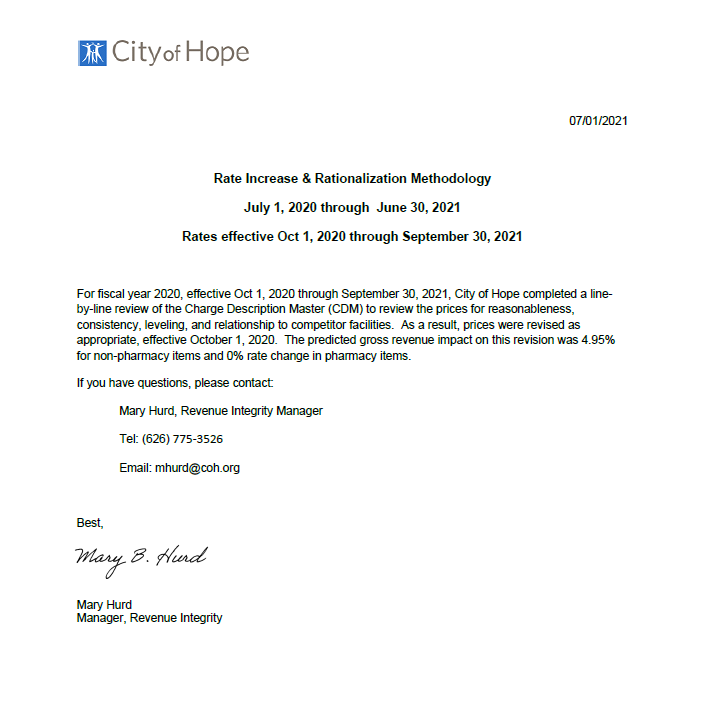 City of Hope
07/01/2021
Rate Increase & Rationalization Methodology
July 1, 2020 through  June 30, 2021
Rates effective Oct 1, 2020 through September 30, 2021
For fiscal year 2020, effective Oct 1, 2020 through September 30, 2021, City of Hope completed a line-
by-line review of the Charge Description Master (CDM) to review the prices for reasonableness,
consistency, leveling, and relationship to competitor facilities.  As a result, prices were revised as
appropriate, effective October 1, 2020.  The predicted gross revenue impact on this revision was 4.95%
for non-pharmacy items and 0% rate change in pharmacy items.
If you have questions, please contact:
Mary Hurd, Revenue Integrity Manager
Tel: (626) 775-3526
Email: mhurd@coh.org
Best,
Mary B. Hurd
Mary Hurd
Manager, Revenue Integrity